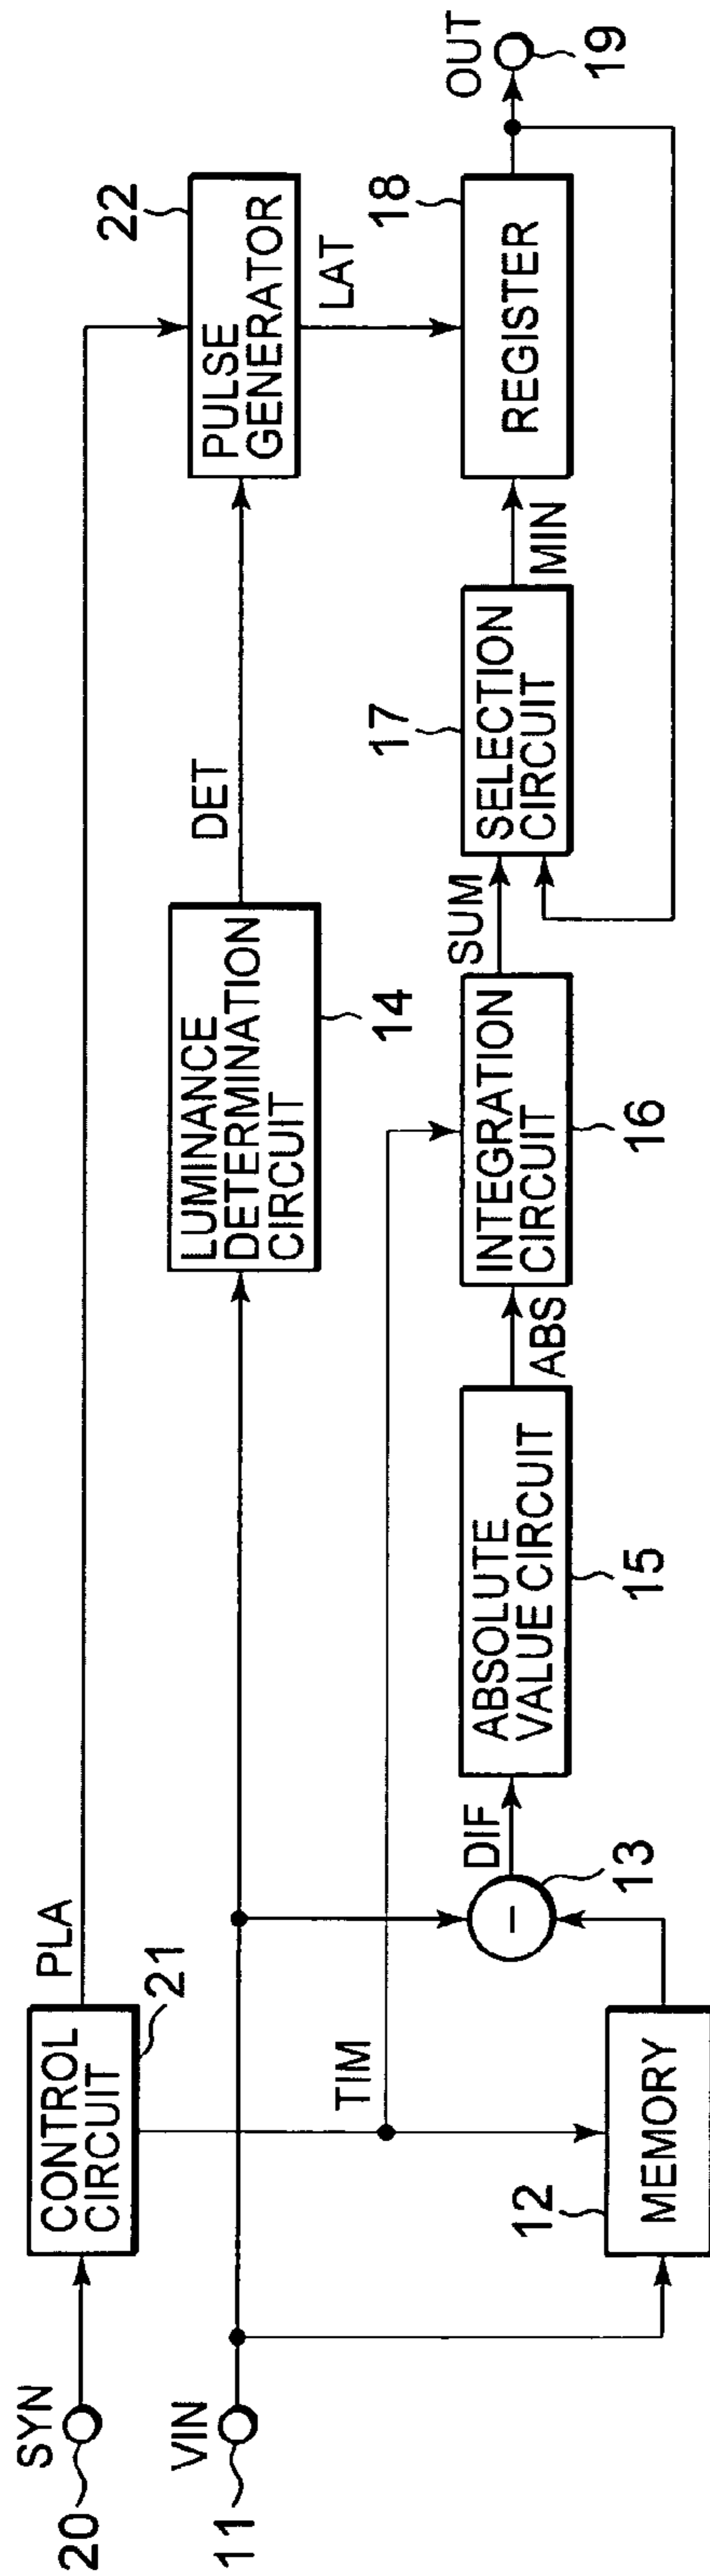 SYN
20
CONTROL
CIRCUIT
21
PLA
22
PULSE
GENERATOR
LAT
VIN
11
LUMINANCE
DETERMINATION
CIRCUIT
14
DET
TIM
12
MEMORY
13
DIF
ABSOLUTE
VALUE CIRCUIT
15
ABS
INTEGRATION
CIRCUIT
16
SUM
17
SELECTION
CIRCUIT
MIN
18
REGISTER
OUT
19
−